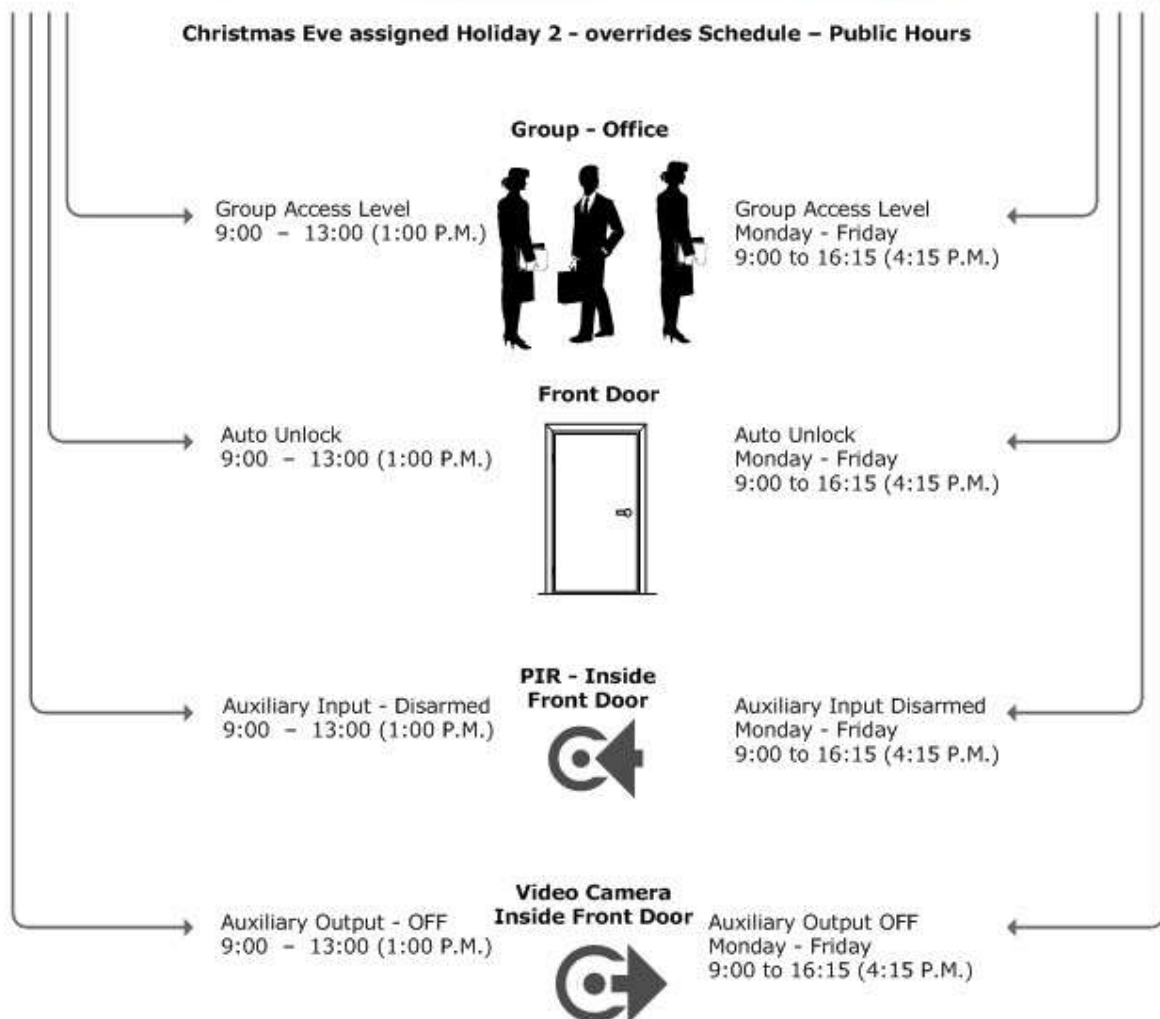 Christmas Eve assigned Holiday 2 - overrides Schedule – Public Hours
Group - Office
Group Access Level
9:00 – 13:00 (1:00 P.M.)
Group Access Level
Monday - Friday
9:00 to 16:15 (4:15 P.M.)
Front Door
Auto Unlock
9:00 – 13:00 (1:00 P.M.)
Auto Unlock
Monday - Friday
9:00 to 16:15 (4:15 P.M.)
PIR - Inside
Front Door
Auxiliary Input - Disarmed
9:00 – 13:00 (1:00 P.M.)
Auxiliary Input Disarmed
Monday - Friday
9:00 to 16:15 (4:15 P.M.)
Video Camera
Inside Front Door
Auxiliary Output - OFF
9:00 – 13:00 (1:00 P.M.)
Auxiliary Output OFF
Monday - Friday
9:00 to 16:15 (4:15 P.M.)